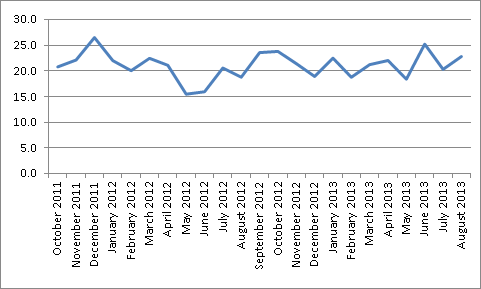 30.0
25.0
20.0
15.0
10.0
5.0
0.0
October 2011
November 2011
December 2011
January 2012
February 2012
March 2012
April 2012
May 2012
June 2012
July 2012
August 2012
September 2012
October 2012
November 2012
December 2012
January 2013
February 2013
March 2013
April 2013
May 2013
June 2013
July 2013
August 2013